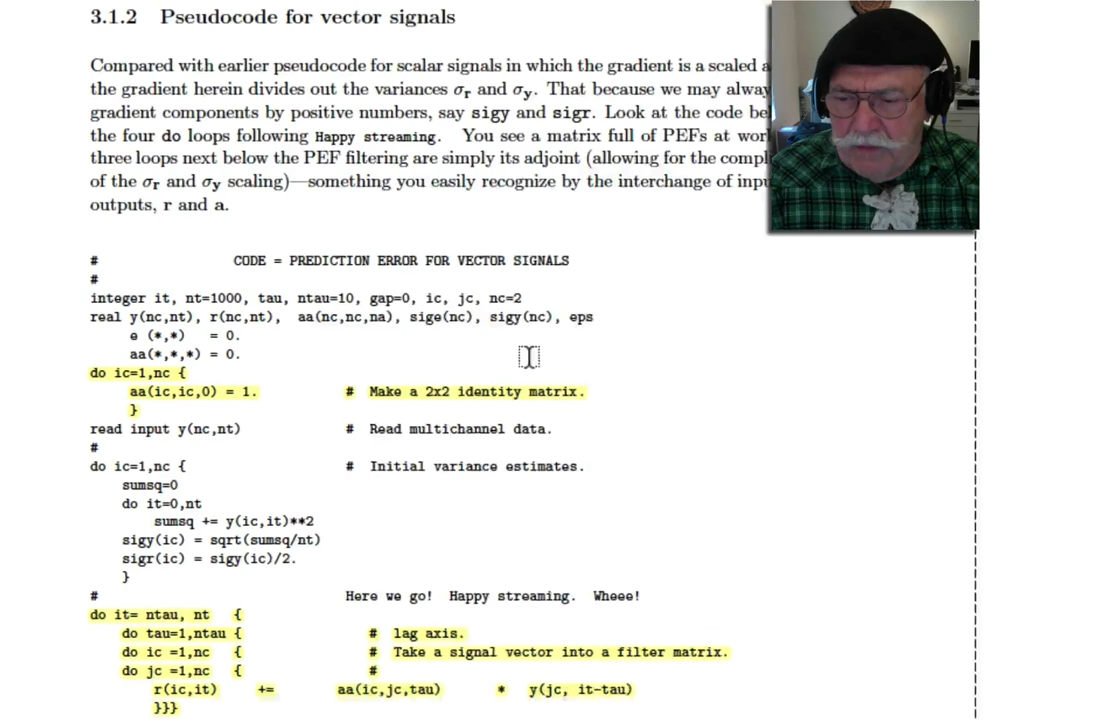 3.1.2 Pseudocode for vector signals
Compared with earlier pseudocode for scalar signals in which the gradient is a scaled
the gradient herein divides out the variances σr and σy. That because we may
gradient components by positive numbers, say sigy and sigr. Look at the code
the four do loops following Happy streaming. You see a matrix full of PEFs at
three loops next below the PEF filtering are simply its adjoint (allowing for the
of the σr and σy scaling)—something you easily recognize by the interchange of
outputs, r and a.
# CODE = PREDICTION ERROR FOR VECTOR SIGNALS
#
integer it, nt=1000, tau, ntau=10, gap=0, ic, jc, nc=2
real y(nc,nt), r(nc,nt), aa(nc,nc,na), sige(nc), sigy(nc), eps
e (*,*) = 0.
aa(*,*,*) = 0.
do ic=1,nc {
aa(ic,ic,0) = 1. # Make a 2x2 identity matrix.
}
read input y(nc,nt) # Read multichannel data.
#
do ic=1,nc { # Initial variance estimates.
sumsq=0
do it=0,nt
sumsq += y(ic,it)**2
sigy(ic) = sqrt(sumsq/nt)
sigr(ic) = sigy(ic)/2.
}
# Here we go! Happy streaming. Wheee!
do it= ntau, nt {
do tau=1,ntau { # lag axis.
do ic =1,nc { # Take a signal vector into a filter matrix.
do jc =1,nc { #
r(ic,it) += aa(ic,jc,tau) * y(jc, it-tau)
}}}